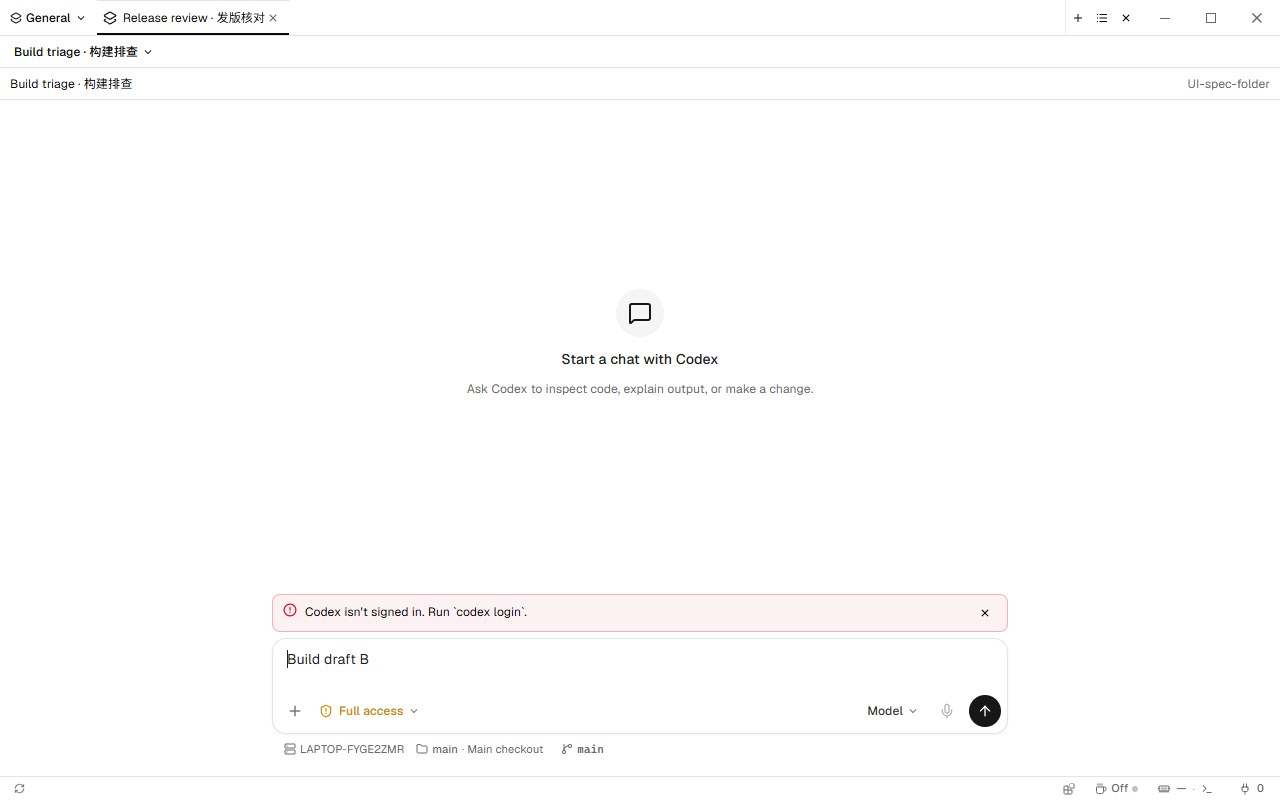 General
Release review · 发版核对
Build triage · 构建排查
Build triage · 构建排查
UI-spec-folder
Start a chat with Codex
Ask Codex to inspect code, explain output, or make a change.
Codex isn't signed in. Run `codex login`.
Build draft B
Full access
Model
LAPTOP-FYGE2ZMR
main · Main checkout
main
Off
— ·
0